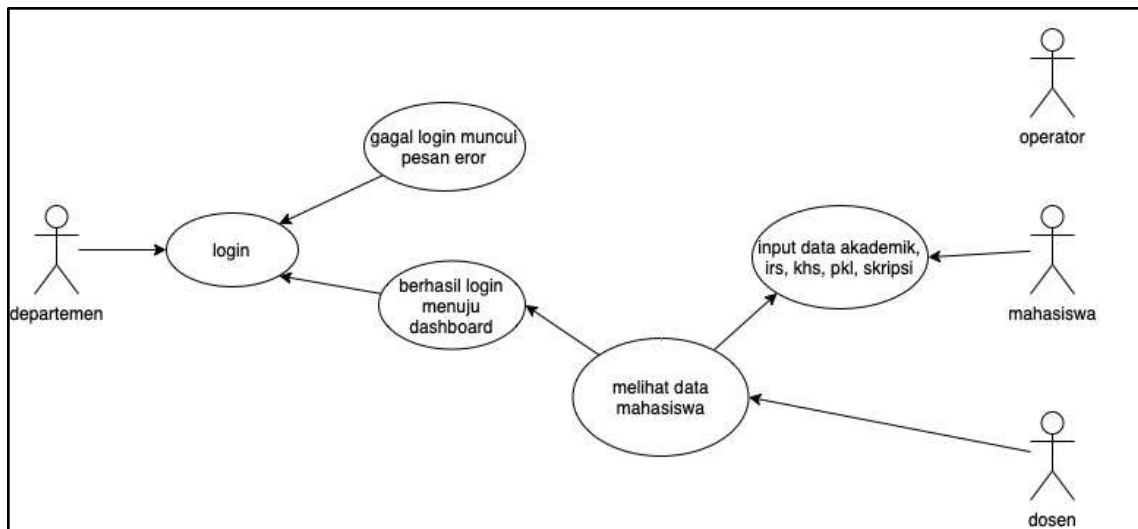 operator
gagal login muncul
pesan eror
login
departemen
berhasil login
menuju
dashboard
input data akademik,
irs, khs, pkl, skripsi
mahasiswa
melihat data
mahasiswa
dosen